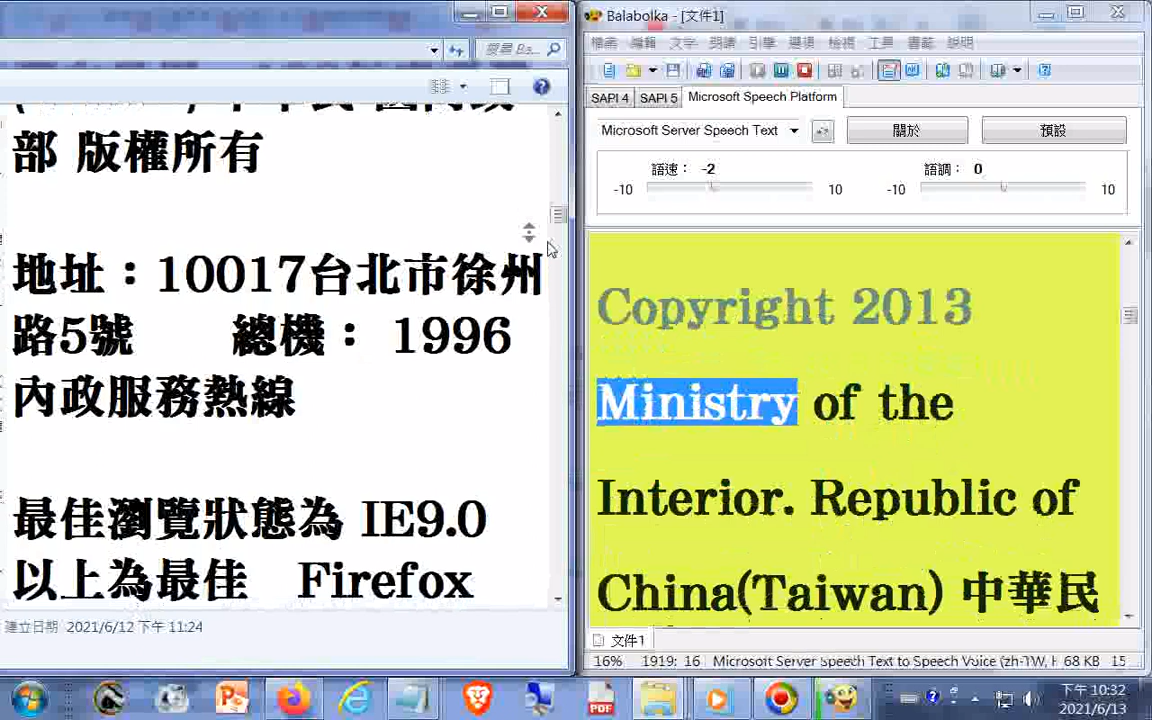 部 版權所有
地址：10017台北市徐州
路5號 總機： 1996
內政服務熱線
最佳瀏覽狀態為 IE9.0
以上為最佳 Firefox
建立日期 2021/6/12 下午 11:24
Balabolka - [文件1]
檔案 編輯 文字 朗讀 引擎 選項 檢視 工具 書籤 說明
SAPI 4 SAPI 5 Microsoft Speech Platform
Microsoft Server Speech Text
關於 預設
語速： -2 語調： 0
-10 10 -10 10
Copyright 2013
Ministry of the
Interior. Republic of
China(Taiwan) 中華民
文件1
16% 1919: 16 Microsoft Server Speech Text to Speech Voice (zh-TW, 68 KB 15
PDF
下午 10:32
2021/6/13